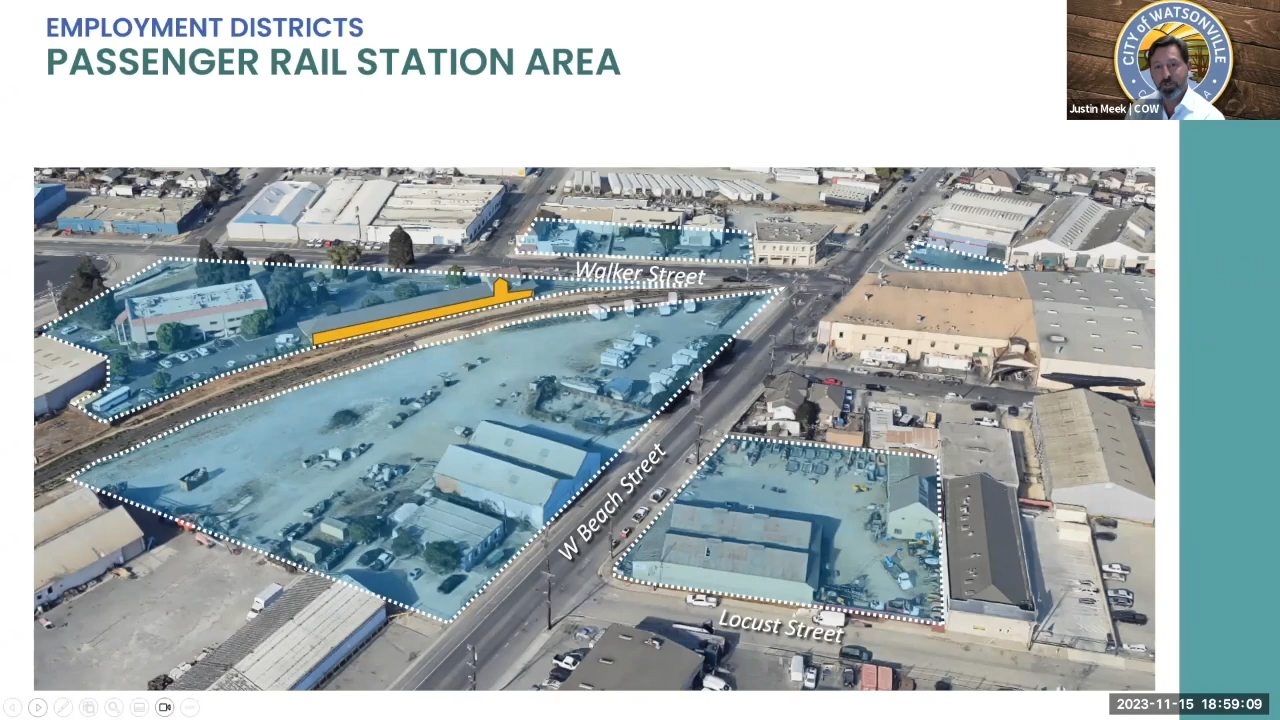 EMPLOYMENT DISTRICTS
PASSENGER RAIL STATION AREA
CITY of WATSONVILLE
Justin Meek | COW
Walker Street
W Beach Street
Locust Street
2023-11-15 18:59:09